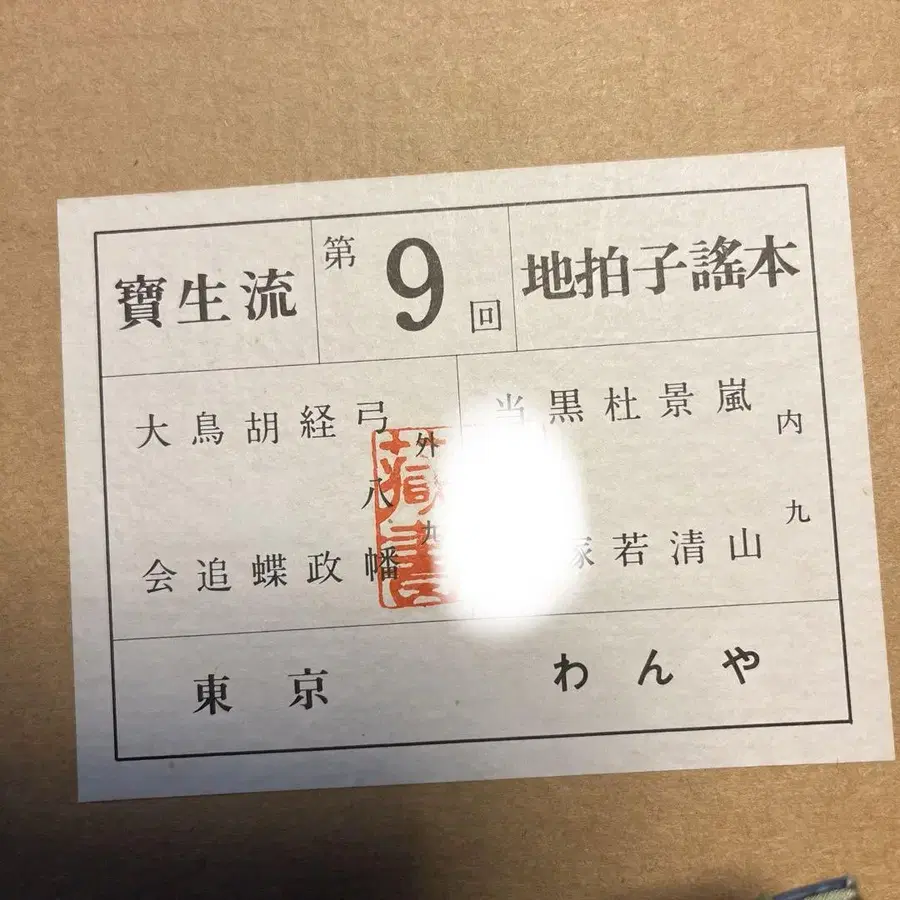 寶生流
第9回
地拍子謠本
内九
嵐山
景清
杜若
黒塚
当
外九
弓八幡
経政
胡蝶
鳥追
大会
東京 わんや